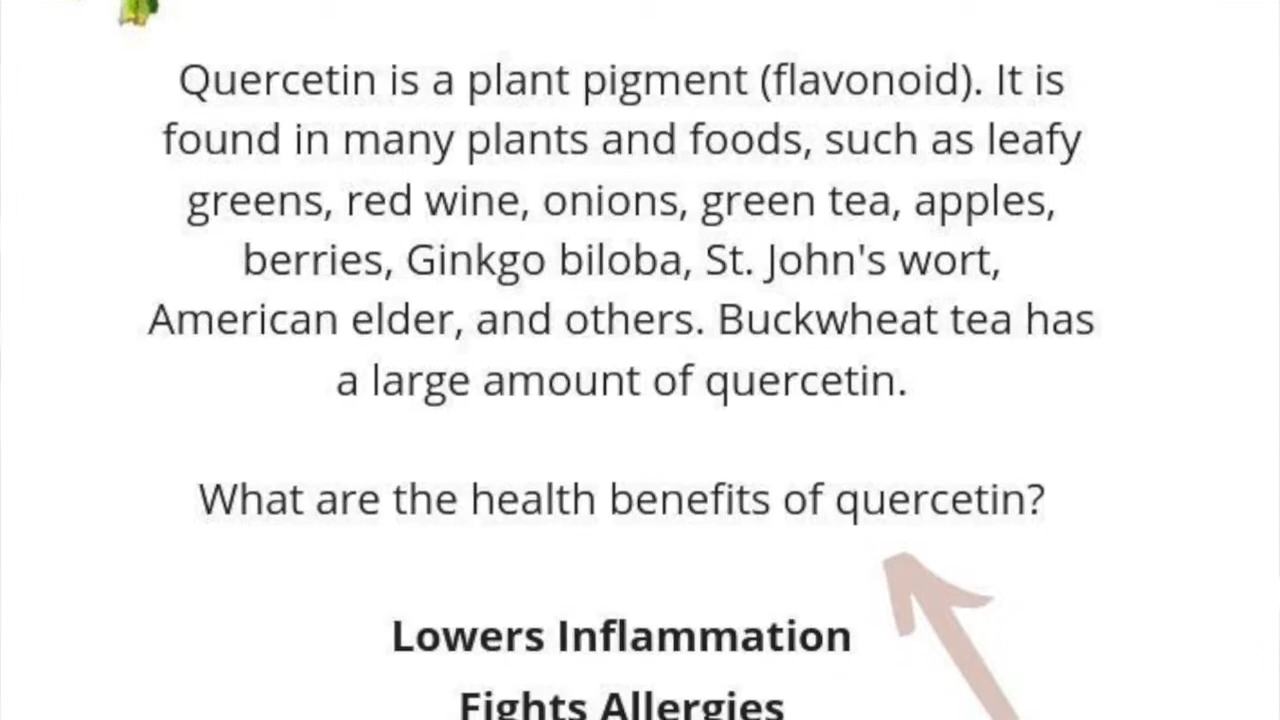 Quercetin is a plant pigment (flavonoid). It is
found in many plants and foods, such as leafy
greens, red wine, onions, green tea, apples,
berries, Ginkgo biloba, St. John's wort,
American elder, and others. Buckwheat tea has
a large amount of quercetin.
What are the health benefits of quercetin?
Lowers Inflammation
Fights Allergies